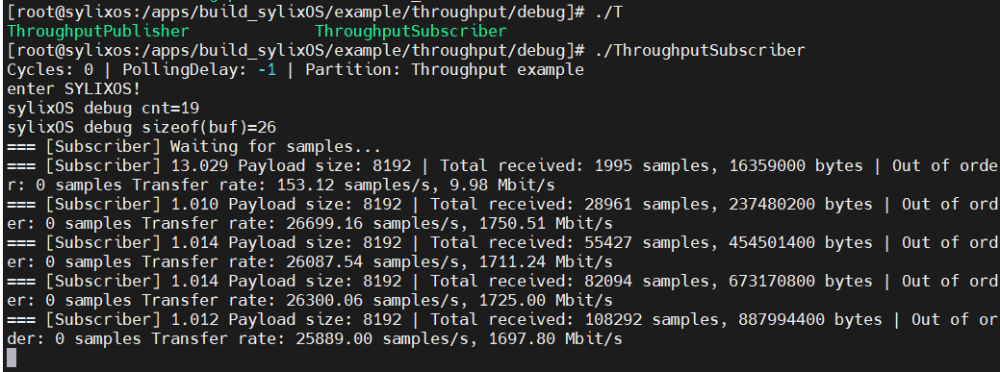 [root@sylixos:/apps/build_sylixOS/example/throughput/debug]# ./T
ThroughputPublisher             ThroughputSubscriber
[root@sylixos:/apps/build_sylixOS/example/throughput/debug]# ./ThroughputSubscriber
Cycles: 0 | PollingDelay: -1 | Partition: Throughput example
enter SYLIXOS!
sylixOS debug cnt=19
sylixOS debug sizeof(buf)=26
=== [Subscriber] Waiting for samples...
=== [Subscriber] 13.029 Payload size: 8192 | Total received: 1995 samples, 16359000 bytes | Out of orde
r: 0 samples Transfer rate: 153.12 samples/s, 9.98 Mbit/s
=== [Subscriber] 1.010 Payload size: 8192 | Total received: 28961 samples, 237480200 bytes | Out of ord
er: 0 samples Transfer rate: 26699.16 samples/s, 1750.51 Mbit/s
=== [Subscriber] 1.014 Payload size: 8192 | Total received: 55427 samples, 454501400 bytes | Out of ord
er: 0 samples Transfer rate: 26087.54 samples/s, 1711.24 Mbit/s
=== [Subscriber] 1.014 Payload size: 8192 | Total received: 82094 samples, 673170800 bytes | Out of ord
er: 0 samples Transfer rate: 26300.06 samples/s, 1725.00 Mbit/s
=== [Subscriber] 1.012 Payload size: 8192 | Total received: 108292 samples, 887994400 bytes | Out of or
der: 0 samples Transfer rate: 25889.00 samples/s, 1697.80 Mbit/s